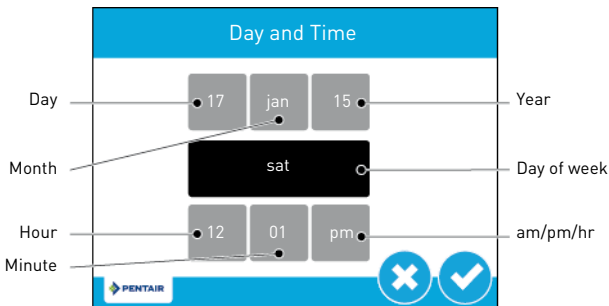 Day and Time
Day 17 jan 15 Year
Month sat Day of week
Hour 12 01 pm am/pm/hr
Minute
PENTAIR